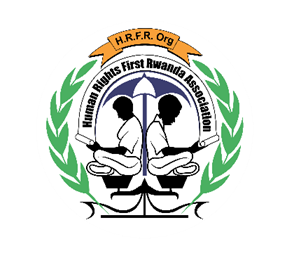 H.R.F.R. Org
Human Rights First Rwanda Association